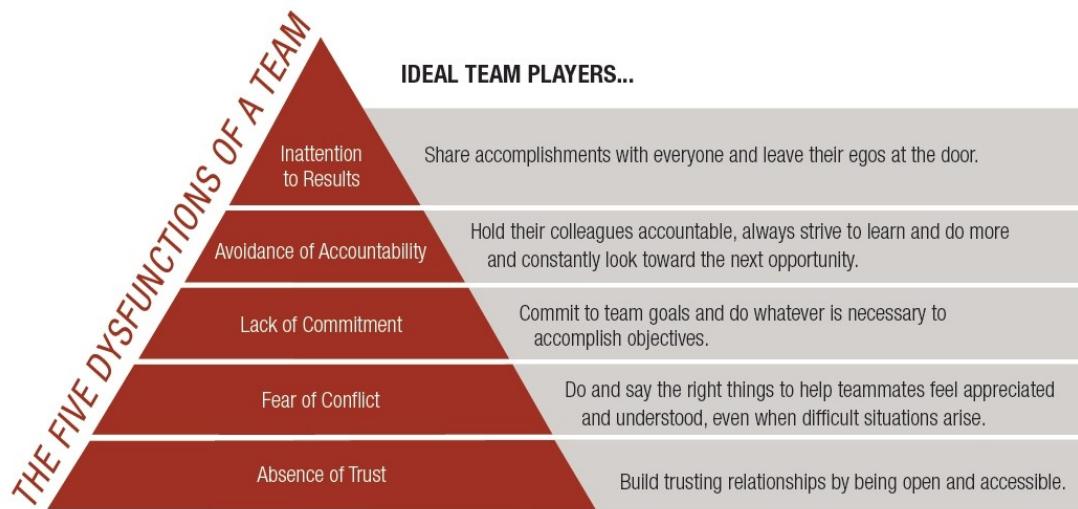 THE FIVE DYSFUNCTIONS OF A TEAM
IDEAL TEAM PLAYERS...
Inattention
to Results
Share accomplishments with everyone and leave their egos at the door.
Avoidance of Accountability
Hold their colleagues accountable, always strive to learn and do more
and constantly look toward the next opportunity.
Lack of Commitment
Commit to team goals and do whatever is necessary to
accomplish objectives.
Fear of Conflict
Do and say the right things to help teammates feel appreciated
and understood, even when difficult situations arise.
Absence of Trust
Build trusting relationships by being open and accessible.